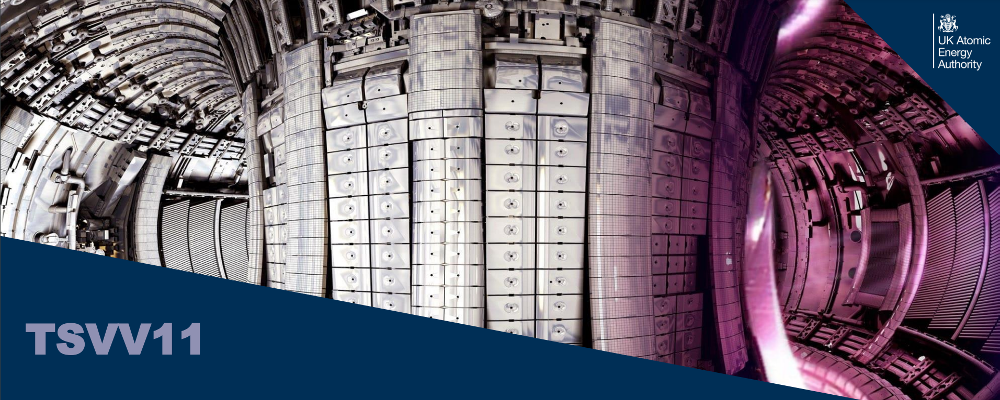 UK Atomic
Energy
Authority
TSVV11